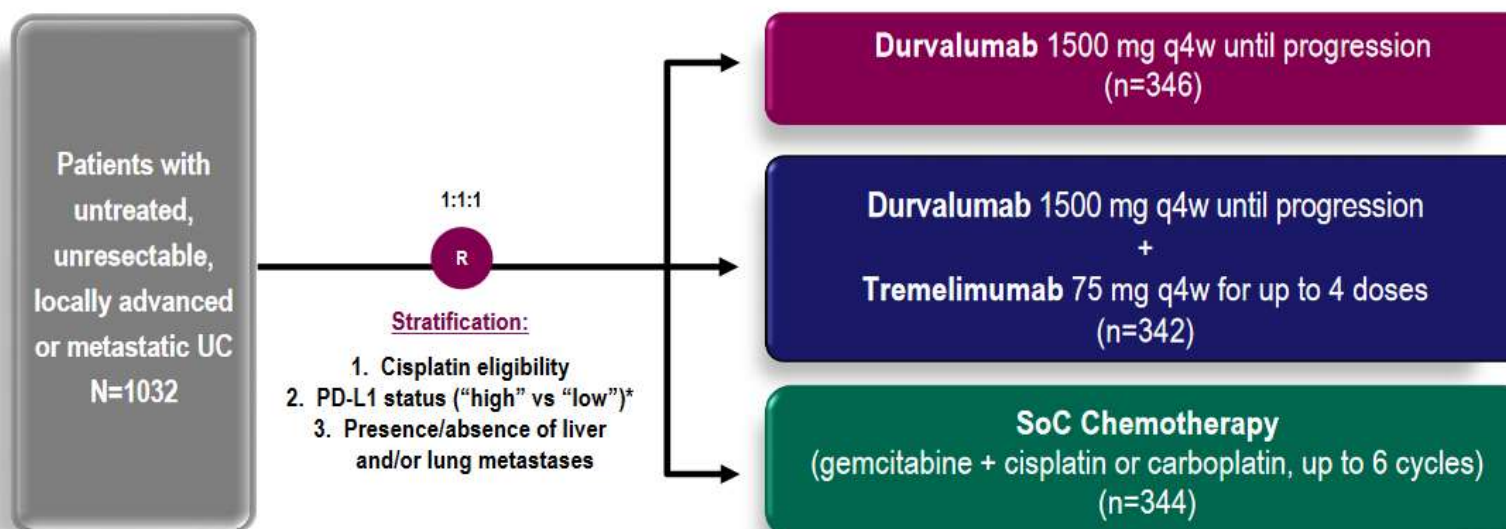 Patients with
untreated,
unresectable,
locally advanced
or metastatic UC
N=1032
1:1:1
R
Stratification:
1. Cisplatin eligibility
2. PD-L1 status (“high” vs “low”)*
3. Presence/absence of liver
and/or lung metastases
Durvalumab 1500 mg q4w until progression
(n=346)
Durvalumab 1500 mg q4w until progression
+
Tremelimumab 75 mg q4w for up to 4 doses
(n=342)
SoC Chemotherapy
(gemcitabine + cisplatin or carboplatin, up to 6 cycles)
(n=344)